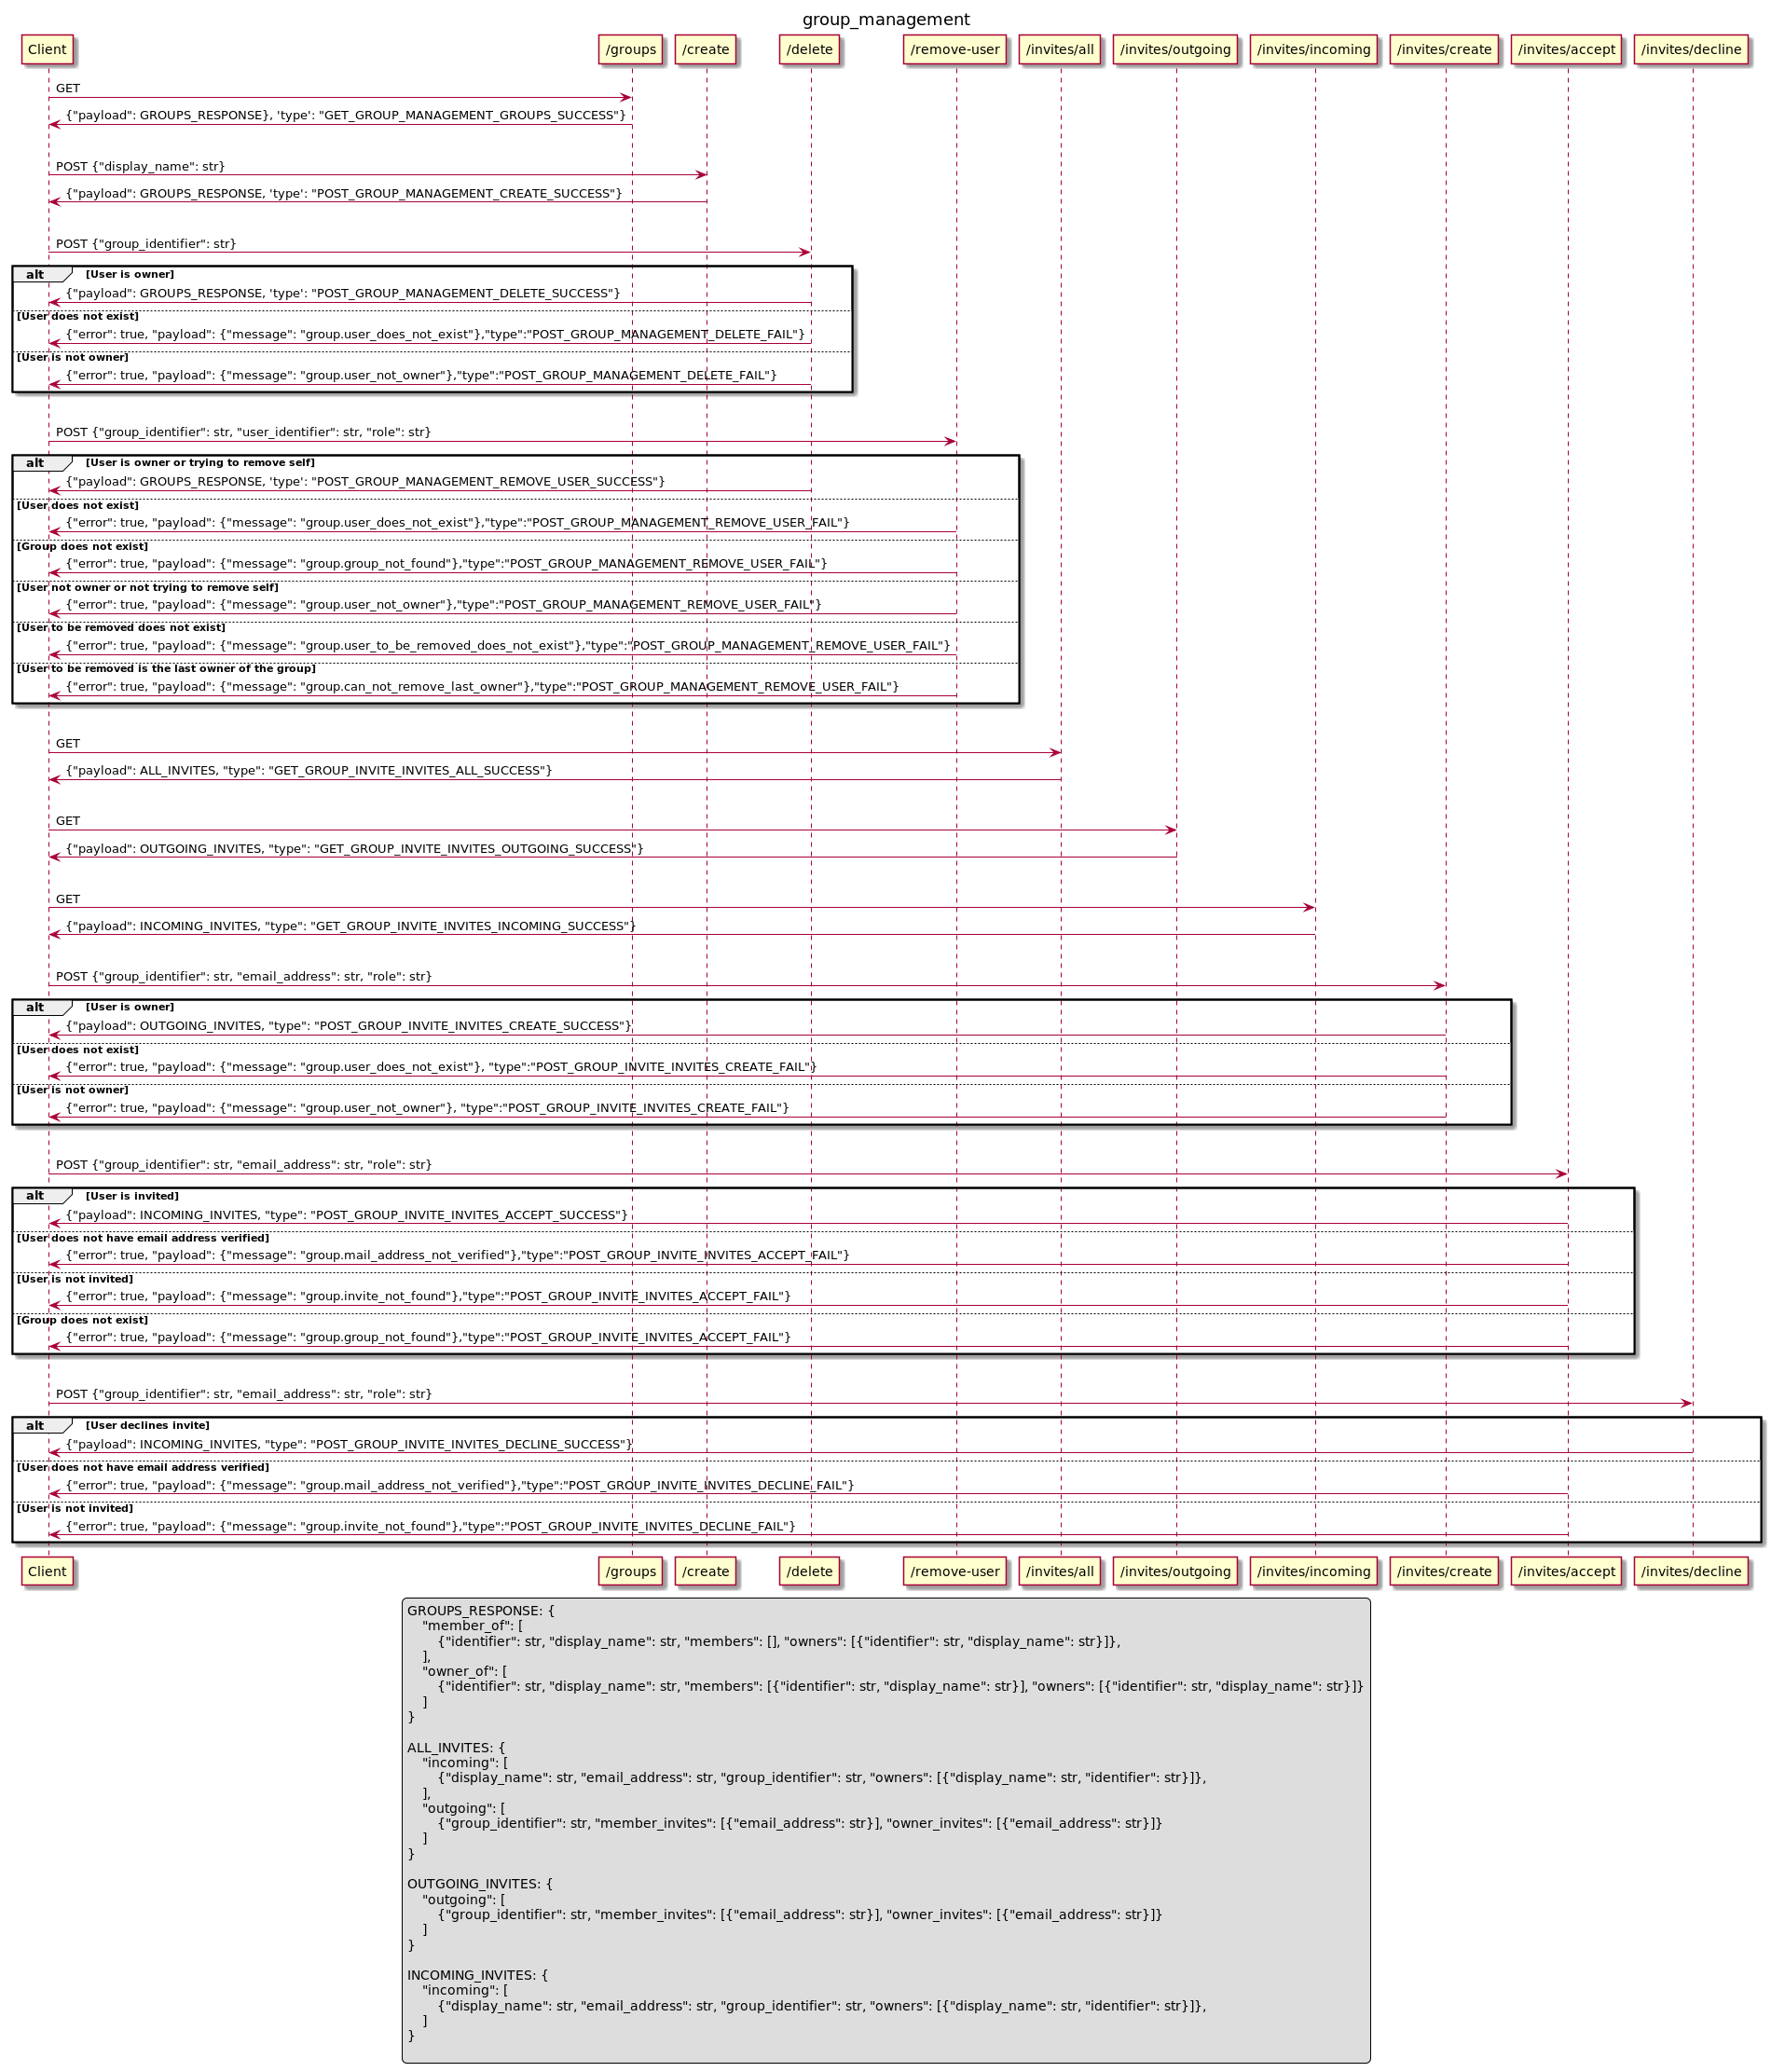 group_management
Client /groups /create /delete /remove-user /invites/all /invites/outgoing /invites/incoming /invites/create /invites/accept /invites/decline
GET
{"payload": GROUPS_RESPONSE}, 'type': "GET_GROUP_MANAGEMENT_GROUPS_SUCCESS"}
POST {"display_name": str}
{"payload": GROUPS_RESPONSE, 'type': "POST_GROUP_MANAGEMENT_CREATE_SUCCESS"}
POST {"group_identifier": str}
alt [User is owner]
{"payload": GROUPS_RESPONSE, 'type': "POST_GROUP_MANAGEMENT_DELETE_SUCCESS"}
[User does not exist]
{"error": true, "payload": {"message": "group.user_does_not_exist"},"type":"POST_GROUP_MANAGEMENT_DELETE_FAIL"}
[User is not owner]
{"error": true, "payload": {"message": "group.user_not_owner"},"type":"POST_GROUP_MANAGEMENT_DELETE_FAIL"}
POST {"group_identifier": str, "user_identifier": str, "role": str}
alt [User is owner or trying to remove self]
{"payload": GROUPS_RESPONSE, 'type': "POST_GROUP_MANAGEMENT_REMOVE_USER_SUCCESS"}
[User does not exist]
{"error": true, "payload": {"message": "group.user_does_not_exist"},"type":"POST_GROUP_MANAGEMENT_REMOVE_USER_FAIL"}
[Group does not exist]
{"error": true, "payload": {"message": "group.group_not_found"},"type":"POST_GROUP_MANAGEMENT_REMOVE_USER_FAIL"}
[User not owner or not trying to remove self]
{"error": true, "payload": {"message": "group.user_not_owner"},"type":"POST_GROUP_MANAGEMENT_REMOVE_USER_FAIL"}
[User to be removed does not exist]
{"error": true, "payload": {"message": "group.user_to_be_removed_does_not_exist"},"type":"POST_GROUP_MANAGEMENT_REMOVE_USER_FAIL"}
[User to be removed is the last owner of the group]
{"error": true, "payload": {"message": "group.can_not_remove_last_owner"},"type":"POST_GROUP_MANAGEMENT_REMOVE_USER_FAIL"}
GET
{"payload": ALL_INVITES, "type": "GET_GROUP_INVITE_INVITES_ALL_SUCCESS"}
GET
{"payload": OUTGOING_INVITES, "type": "GET_GROUP_INVITE_INVITES_OUTGOING_SUCCESS"}
GET
{"payload": INCOMING_INVITES, "type": "GET_GROUP_INVITE_INVITES_INCOMING_SUCCESS"}
POST {"group_identifier": str, "email_address": str, "role": str}
alt [User is owner]
{"payload": OUTGOING_INVITES, "type": "POST_GROUP_INVITE_INVITES_CREATE_SUCCESS"}
[User does not exist]
{"error": true, "payload": {"message": "group.user_does_not_exist"}, "type":"POST_GROUP_INVITE_INVITES_CREATE_FAIL"}
[User is not owner]
{"error": true, "payload": {"message": "group.user_not_owner"}, "type":"POST_GROUP_INVITE_INVITES_CREATE_FAIL"}
POST {"group_identifier": str, "email_address": str, "role": str}
alt [User is invited]
{"payload": INCOMING_INVITES, "type": "POST_GROUP_INVITE_INVITES_ACCEPT_SUCCESS"}
[User does not have email address verified]
{"error": true, "payload": {"message": "group.mail_address_not_verified"},"type":"POST_GROUP_INVITE_INVITES_ACCEPT_FAIL"}
[User is not invited]
{"error": true, "payload": {"message": "group.invite_not_found"},"type":"POST_GROUP_INVITE_INVITES_ACCEPT_FAIL"}
[Group does not exist]
{"error": true, "payload": {"message": "group.group_not_found"},"type":"POST_GROUP_INVITE_INVITES_ACCEPT_FAIL"}
POST {"group_identifier": str, "email_address": str, "role": str}
alt [User declines invite]
{"payload": INCOMING_INVITES, "type": "POST_GROUP_INVITE_INVITES_DECLINE_SUCCESS"}
[User does not have email address verified]
{"error": true, "payload": {"message": "group.mail_address_not_verified"},"type":"POST_GROUP_INVITE_INVITES_DECLINE_FAIL"}
[User is not invited]
{"error": true, "payload": {"message": "group.invite_not_found"},"type":"POST_GROUP_INVITE_INVITES_DECLINE_FAIL"}
Client /groups /create /delete /remove-user /invites/all /invites/outgoing /invites/incoming /invites/create /invites/accept /invites/decline
GROUPS_RESPONSE: {
"member_of": [
{"identifier": str, "display_name": str, "members": [], "owners": [{"identifier": str, "display_name": str}]},
],
"owner_of": [
{"identifier": str, "display_name": str, "members": [{"identifier": str, "display_name": str}], "owners": [{"identifier": str, "display_name": str}]}
]
}
ALL_INVITES: {
"incoming": [
{"display_name": str, "email_address": str, "group_identifier": str, "owners": [{"display_name": str, "identifier": str}]},
],
"outgoing": [
{"group_identifier": str, "member_invites": [{"email_address": str}], "owner_invites": [{"email_address": str}]}
]
}
OUTGOING_INVITES: {
"outgoing": [
{"group_identifier": str, "member_invites": [{"email_address": str}], "owner_invites": [{"email_address": str}]}
]
}
INCOMING_INVITES: {
"incoming": [
{"display_name": str, "email_address": str, "group_identifier": str, "owners": [{"display_name": str, "identifier": str}]},
]
}